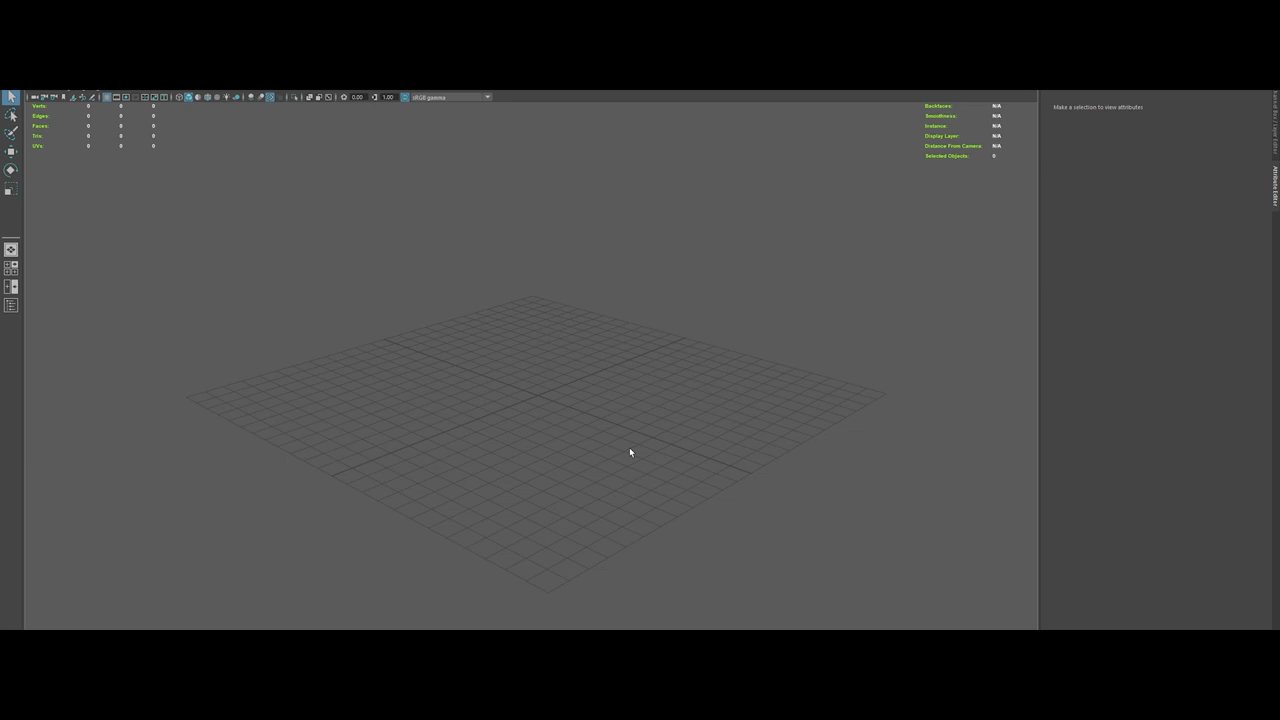 0.00 1.00 sRGB gamma
Verts: 0 0 0
Edges: 0 0 0
Faces: 0 0 0
Tris: 0 0 0
UVs: 0 0 0
Backfaces: N/A
Smoothness: N/A
Instance: N/A
Display Layer: N/A
Distance From Camera: N/A
Selected Objects: 0
Make a selection to view attributes
Attribute Editor